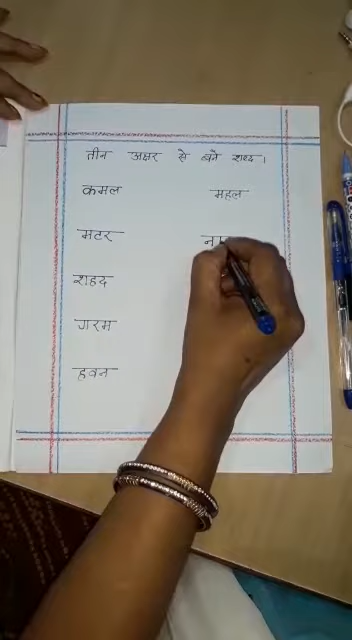 तीन अक्षर से बने शब्द।
कमल महल
मटर
शहद
गरम
हवन